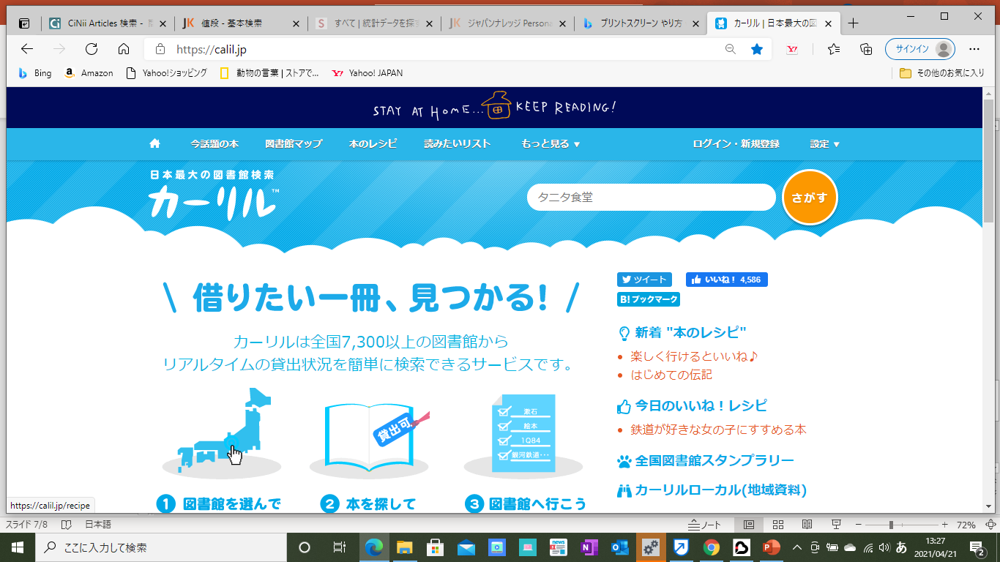 CiNii Articles 検索 -
値段 - 基本検索
すべて | 統計データを探す
ジャパンナレッジ Persona
プリントスクリーン やり方
カーリル | 日本最大の図
https://calil.jp
サインイン
Bing
Amazon
Yahoo!ショッピング
動物の言葉 | ストアで...
Yahoo! JAPAN
その他のお気に入り
STAY AT HOME... KEEP READING!
今話題の本
図書館マップ
本のレシピ
読みたいリスト
もっと見る ▼
ログイン・新規登録
設定 ▼
日本最大の図書館検索
カーリル™
タニタ食堂
さがす
\ 借りたい一冊、見つかる! /
カーリルは全国7,300以上の図書館から
リアルタイムの貸出状況を簡単に検索できるサービスです。
貸出可
漱石
絵本
1Q84
銀河鉄道・・・
1 図書館を選んで
2 本を探して
3 図書館へ行こう
ツイート
いいね! 4,586
B! ブックマーク
新着 "本のレシピ"
• 楽しく行けるといいね♪
• はじめての伝記
今日のいいね!レシピ
• 鉄道が好きな女の子にすすめる本
全国図書館スタンプラリー
カーリルローカル(地域資料)
https://calil.jp/recipe
スライド 7/8
日本語
ノート
72%
ここに入力して検索
あ
13:27
2021/04/21
2